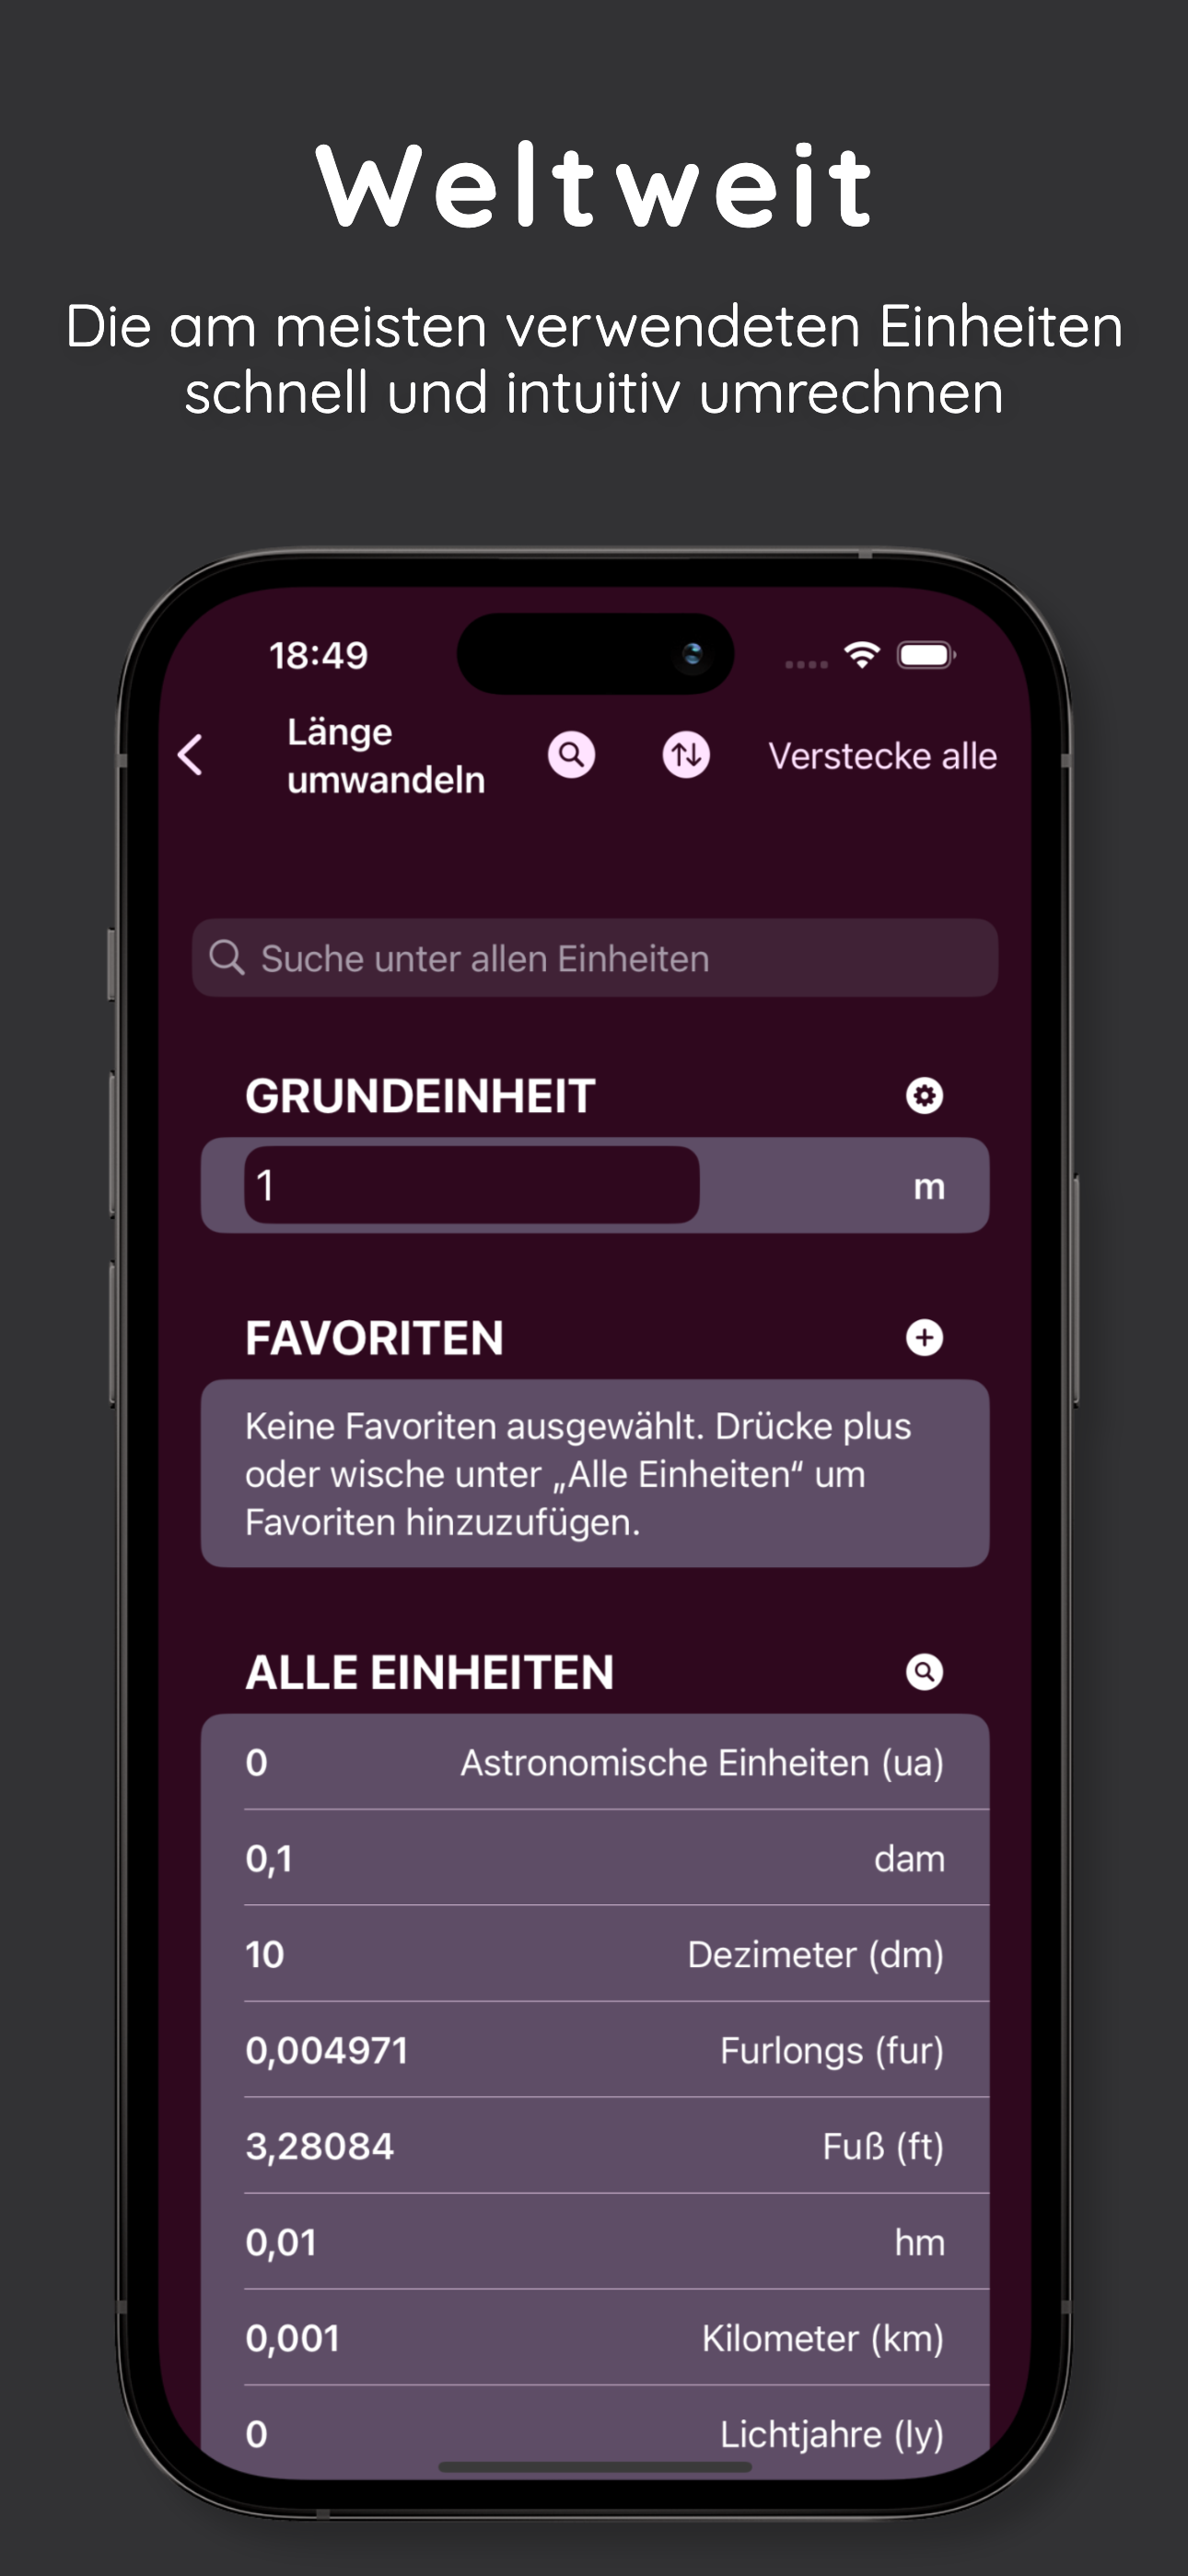 Weltweit
Die am meisten verwendeten Einheiten
schnell und intuitiv umrechnen
18:49
Länge
umwandeln
Verstecke alle
Suche unter allen Einheiten
GRUNDEINHEIT
1 m
FAVORITEN
Keine Favoriten ausgewählt. Drücke plus
oder wische unter „Alle Einheiten“ um
Favoriten hinzuzufügen.
ALLE EINHEITEN
0 Astronomische Einheiten (ua)
0,1 dam
10 Dezimeter (dm)
0,004971 Furlongs (fur)
3,28084 Fuß (ft)
0,01 hm
0,001 Kilometer (km)
0 Lichtjahre (ly)